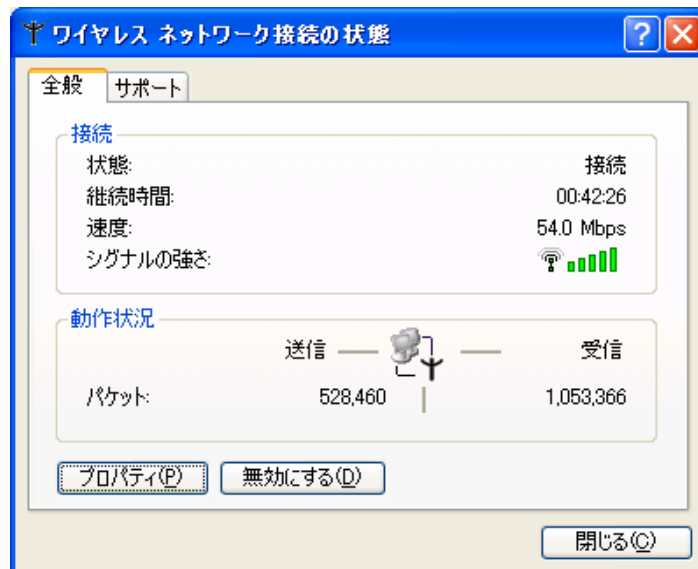 ワイヤレス ネットワーク接続の状態
全般 サポート
接続
状態: 接続
継続時間: 00:42:26
速度: 54.0 Mbps
シグナルの強さ:
動作状況
送信 受信
パケット: 528,460 1,053,366
プロパティ(P) 無効にする(D)
閉じる(C)